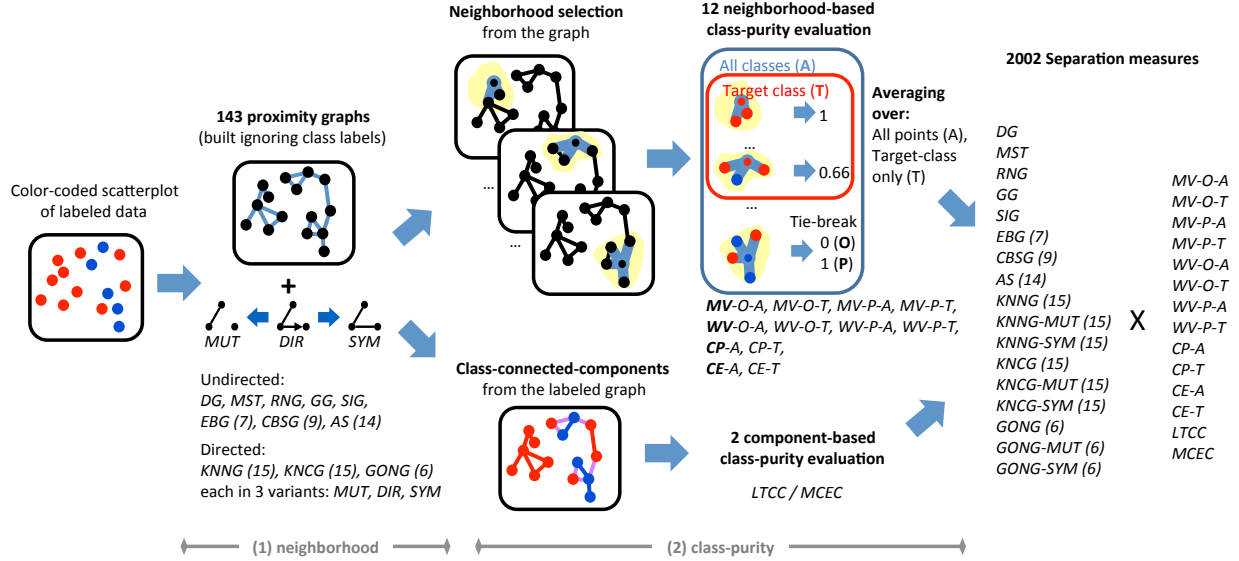 Color-coded scatterplot
of labeled data
143 proximity graphs
(built ignoring class labels)
+
MUT
DIR
SYM
Undirected:
DG, MST, RNG, GG, SIG,
EBG (7), CBSG (9), AS (14)
Directed:
KNNG (15), KNCG (15), GONG (6)
each in 3 variants: MUT, DIR, SYM
(1) neighborhood
Neighborhood selection
from the graph
...
...
Class-connected-components
from the labeled graph
12 neighborhood-based
class-purity evaluation
All classes (A)
Target class (T)
1
...
0.66
...
Tie-break
0 (O)
1 (P)
Averaging
over:
All points (A),
Target-class
only (T)
MV-O-A, MV-O-T, MV-P-A, MV-P-T,
WV-O-A, WV-O-T, WV-P-A, WV-P-T,
CP-A, CP-T,
CE-A, CE-T
2 component-based
class-purity evaluation
LTCC / MCEC
(2) class-purity
2002 Separation measures
DG
MST
RNG
GG
SIG
EBG (7)
CBSG (9)
AS (14)
KNNG (15)
KNNG-MUT (15)
KNNG-SYM (15)
KNCG (15)
KNCG-MUT (15)
KNCG-SYM (15)
GONG (6)
GONG-MUT (6)
GONG-SYM (6)
X
MV-O-A
MV-O-T
MV-P-A
MV-P-T
WV-O-A
WV-O-T
WV-P-A
WV-P-T
CP-A
CP-T
CE-A
CE-T
LTCC
MCEC